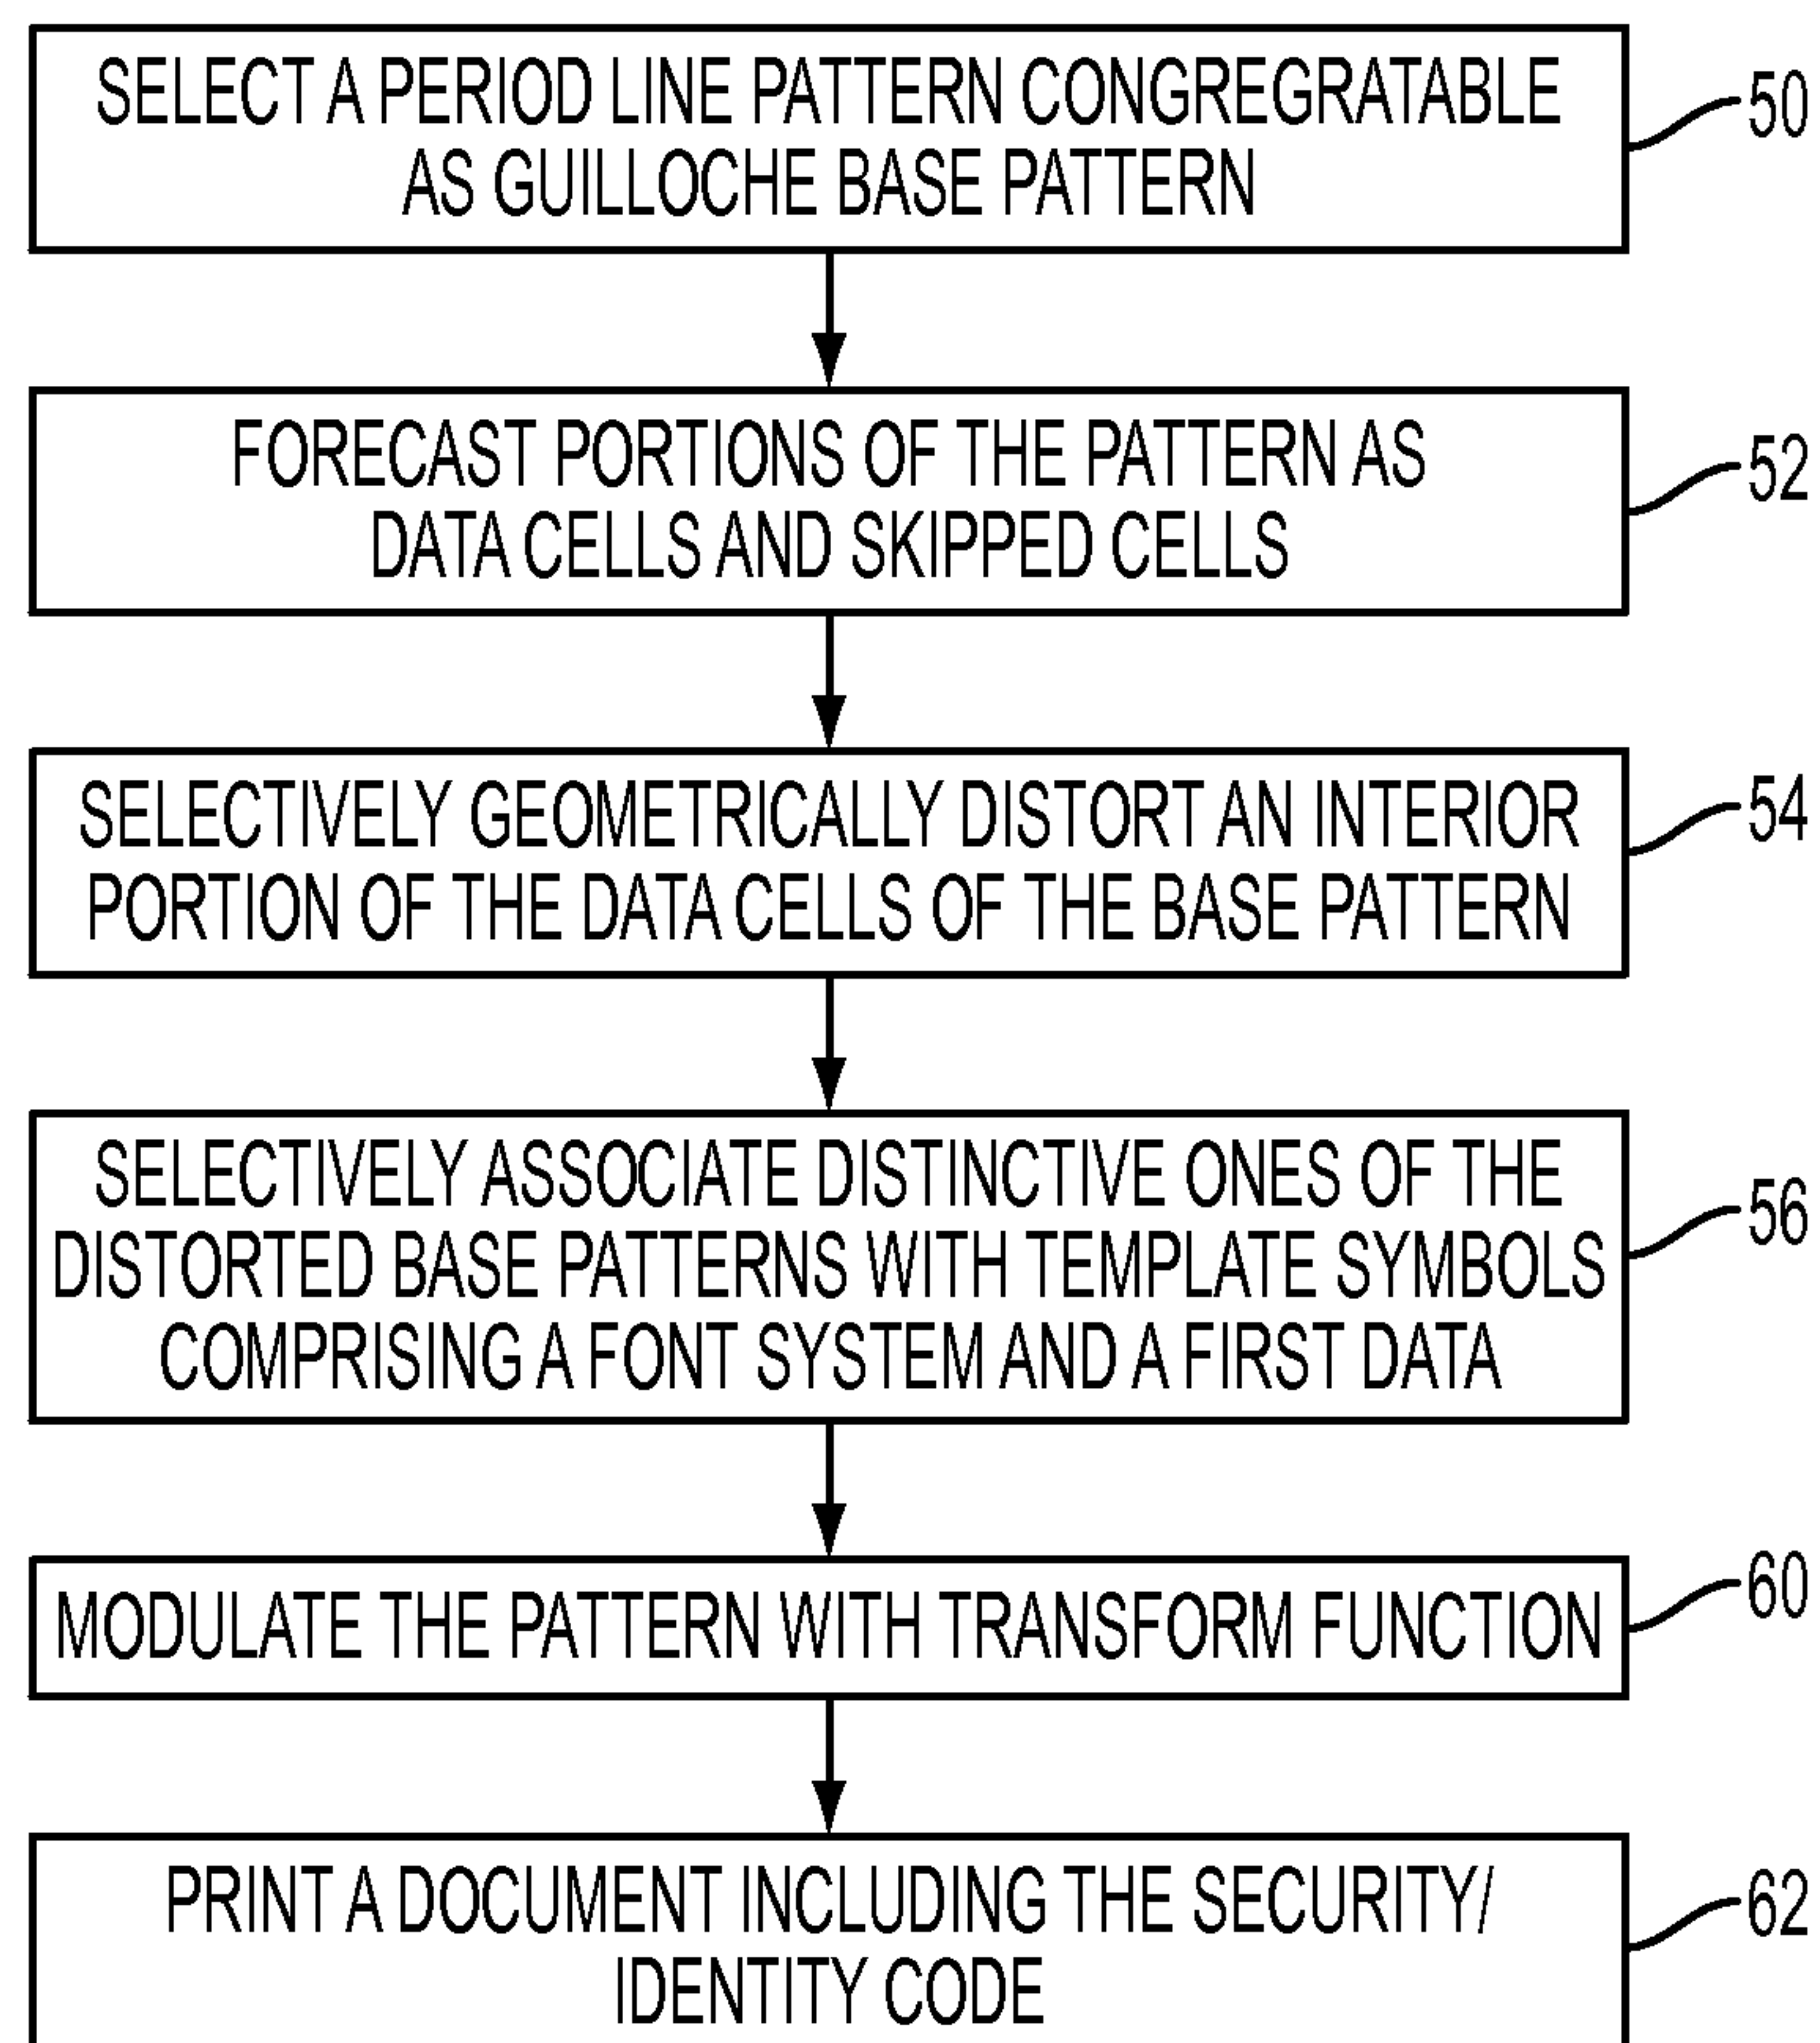 SELECT A PERIOD LINE PATTERN CONGREGRATABLE
AS GUILLOCHE BASE PATTERN
50
FORECAST PORTIONS OF THE PATTERN AS
DATA CELLS AND SKIPPED CELLS
52
SELECTIVELY GEOMETRICALLY DISTORT AN INTERIOR
PORTION OF THE DATA CELLS OF THE BASE PATTERN
54
SELECTIVELY ASSOCIATE DISTINCTIVE ONES OF THE
DISTORTED BASE PATTERNS WITH TEMPLATE SYMBOLS
COMPRISING A FONT SYSTEM AND A FIRST DATA
56
MODULATE THE PATTERN WITH TRANSFORM FUNCTION
60
PRINT A DOCUMENT INCLUDING THE SECURITY/
IDENTITY CODE
62